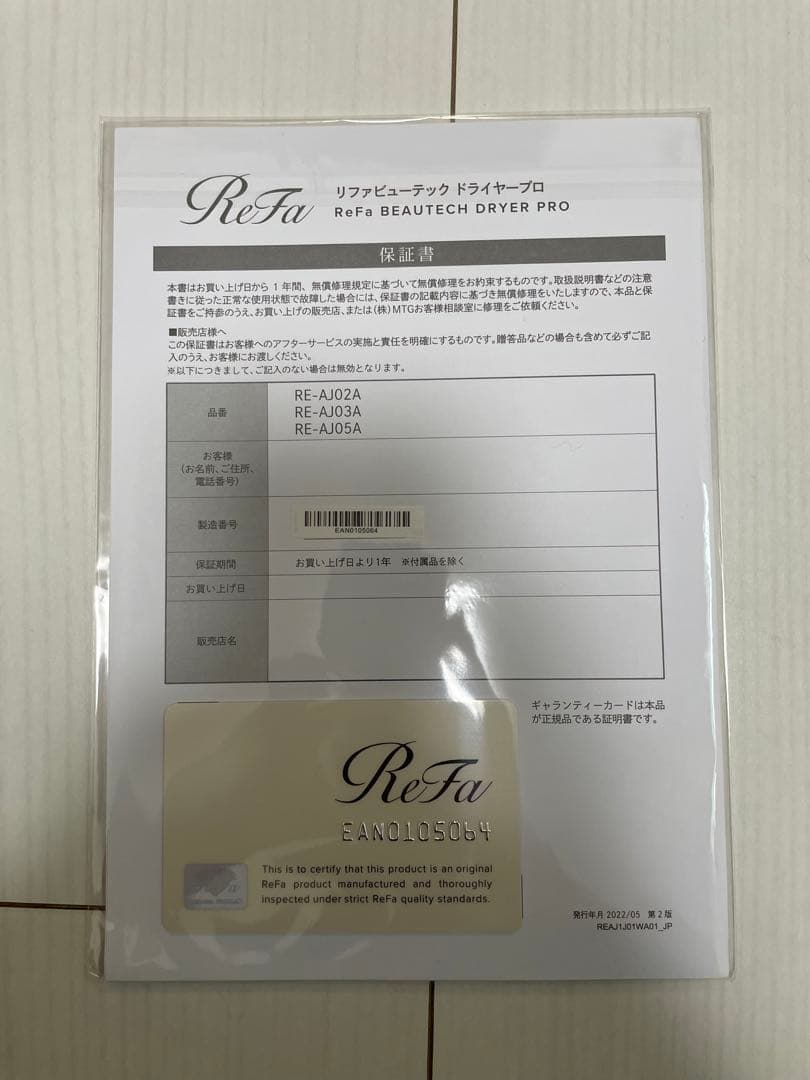 ReFa
リファビューテック ドライヤープロ
ReFa BEAUTECH DRYER PRO
保証書
本書はお買い上げ日から 1 年間、無償修理規定に基づいて無償修理をお約束するものです。取扱説明書などの注意
書きに従った正常な使用状態で故障した場合には、保証書の記載内容に基づき無償修理をいたしますので、本品と保
証書をご持参のうえ、お買い上げの販売店、または(株)MTGお客様相談室に修理をご依頼ください。
■販売店様へ
この保証書はお客様へのアフターサービスの実施と責任を明確にするものです。贈答品などの場合も含めて必ずご記
入のうえ、お客様にお渡しください。
※以下につきまして、ご記入のない場合は無効となります。
品番
RE-AJ02A
RE-AJ03A
RE-AJ05A
お客様
(お名前、ご住所、
電話番号)
製造番号
EAN0105064
保証期間
お買い上げ日より1年 ※付属品を除く
お買い上げ日
販売店名
ギャランティーカードは本品
が正規品である証明書です。
ReFa
EAN0105064
This is to certify that this product is an original
ReFa product manufactured and thoroughly
inspected under strict ReFa quality standards.
発行年月 2022/05 第2版
REAJ1J01WA01_JP